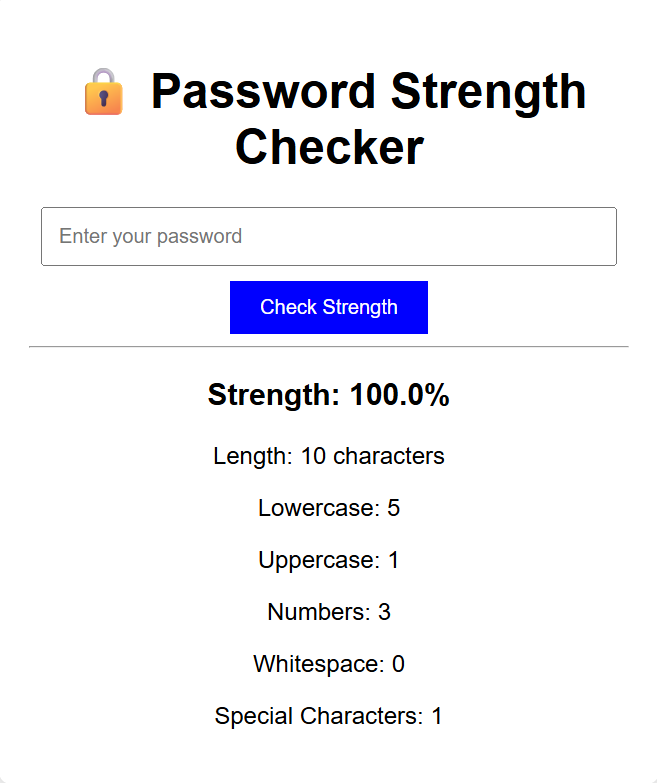 🔒 Password Strength
Checker
Enter your password
Check Strength
Strength: 100.0%
Length: 10 characters
Lowercase: 5
Uppercase: 1
Numbers: 3
Whitespace: 0
Special Characters: 1